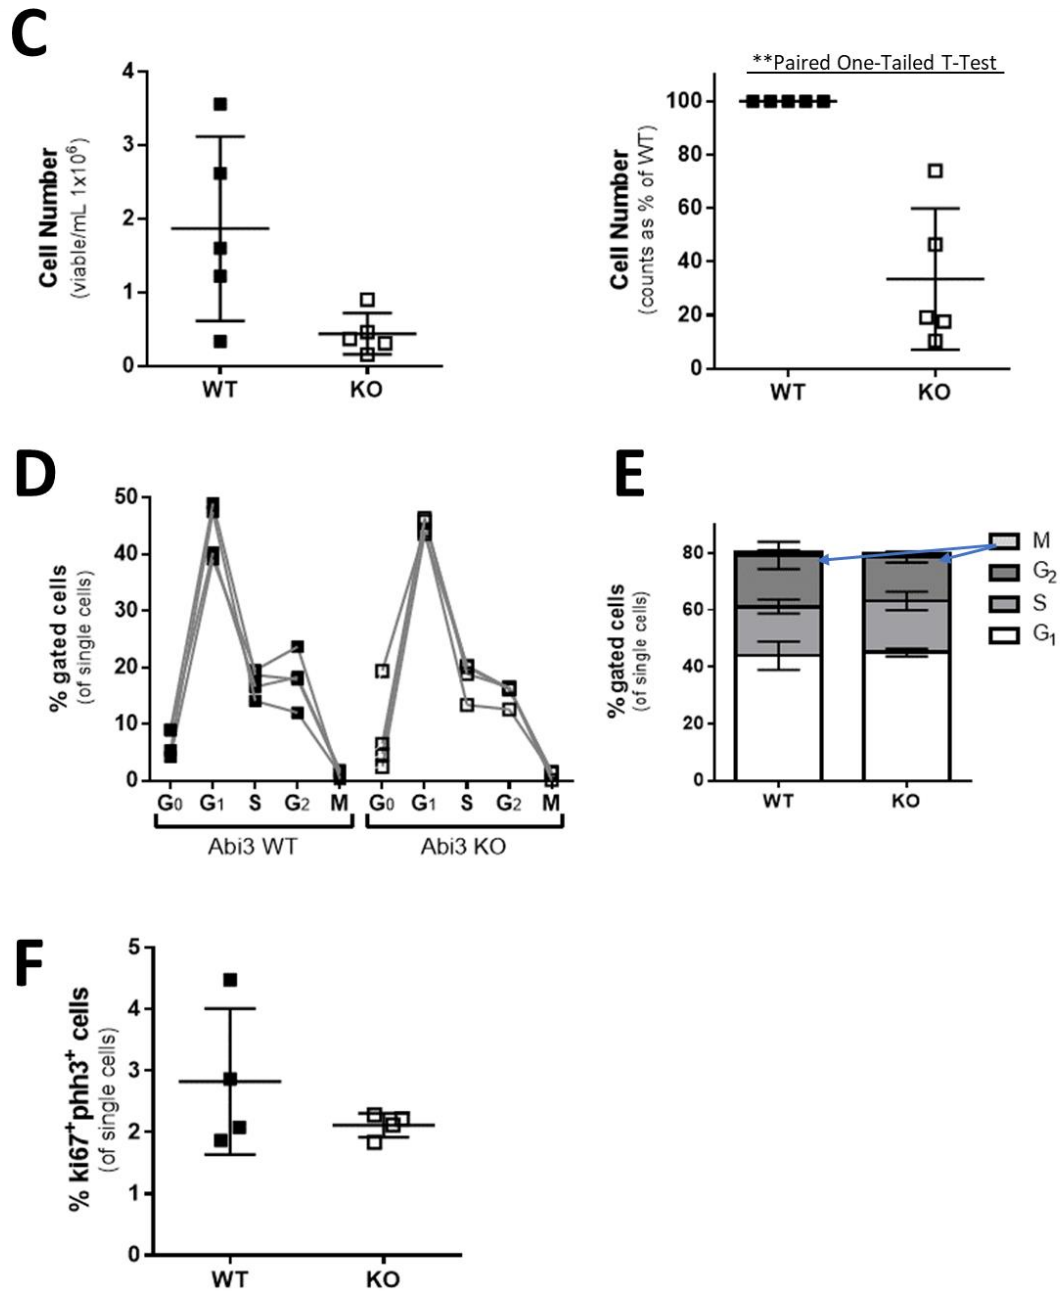 C
4
3
2
1
0
Cell Number
(viable/mL 1x10⁶)
WT
KO
**Paired One-Tailed T-Test
100
80
60
40
20
0
Cell Number
(counts as % of WT)
WT
KO
D
50
40
30
20
10
0
% gated cells
(of single cells)
G0 G1 S G2 M G0 G1 S G2 M
Abi3 WT
Abi3 KO
E
80
60
40
20
0
% gated cells
(of single cells)
WT
KO
M
G₂
S
G₁
F
5
4
3
2
1
0
% ki67⁺phh3⁺ cells
(of single cells)
WT
KO